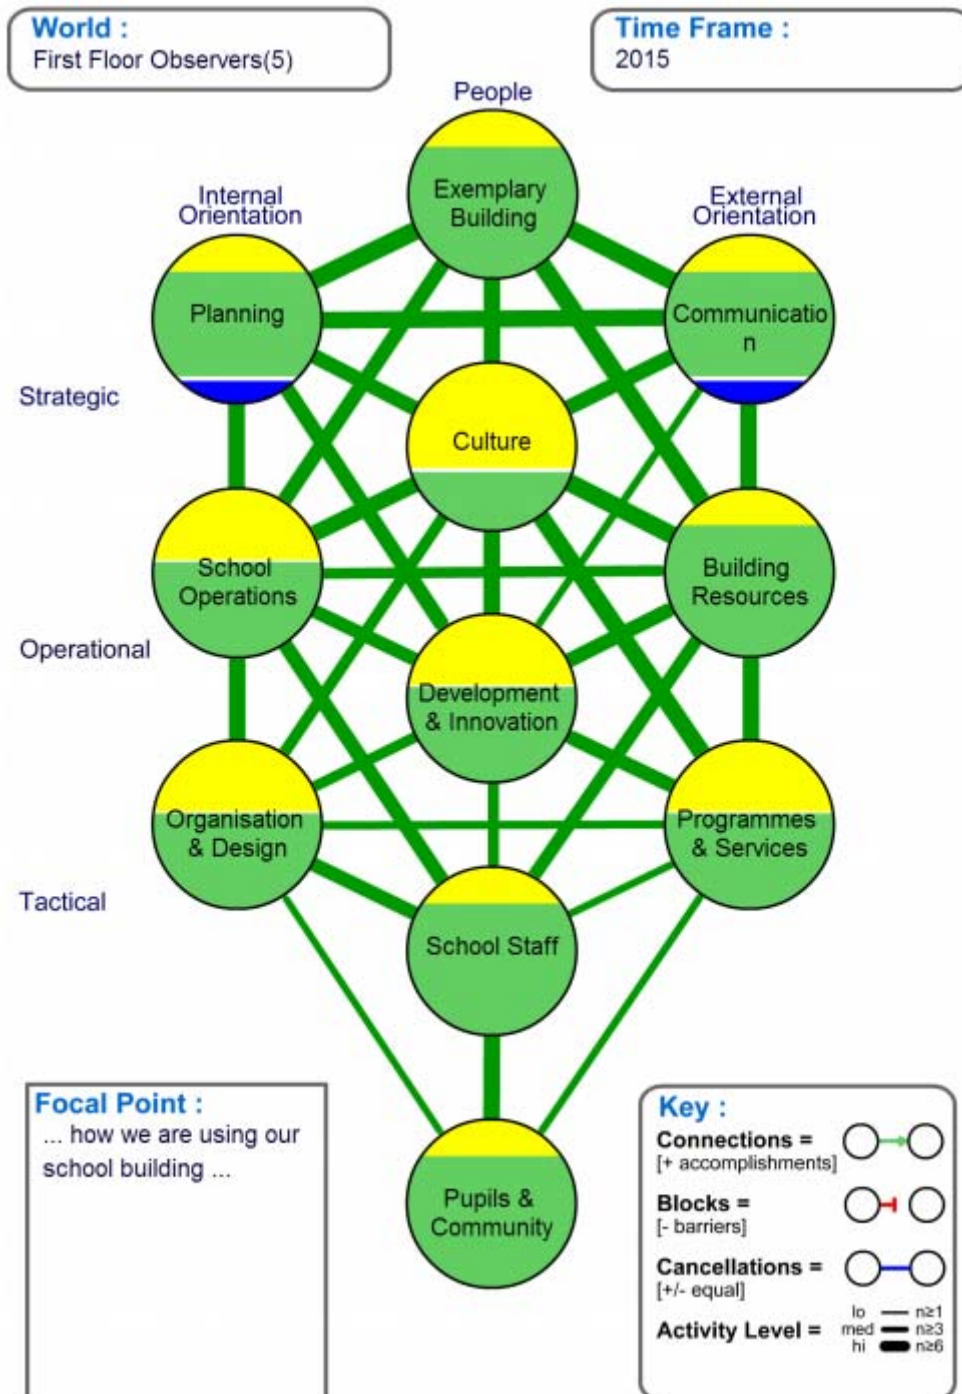 World :
First Floor Observers(5)
Time Frame :
2015
People
Exemplary
Building
Internal
Orientation
External
Orientation
Planning
Communicatio
n
Strategic
Culture
School
Operations
Building
Resources
Operational
Development
& Innovation
Organisation
& Design
Programmes
& Services
Tactical
School Staff
Pupils &
Community
Focal Point :
... how we are using our
school building ...
Key :
Connections =
[+ accomplishments]
Blocks =
[- barriers]
Cancellations =
[+/- equal]
Activity Level =
lo n≥1
med n≥3
hi n≥6